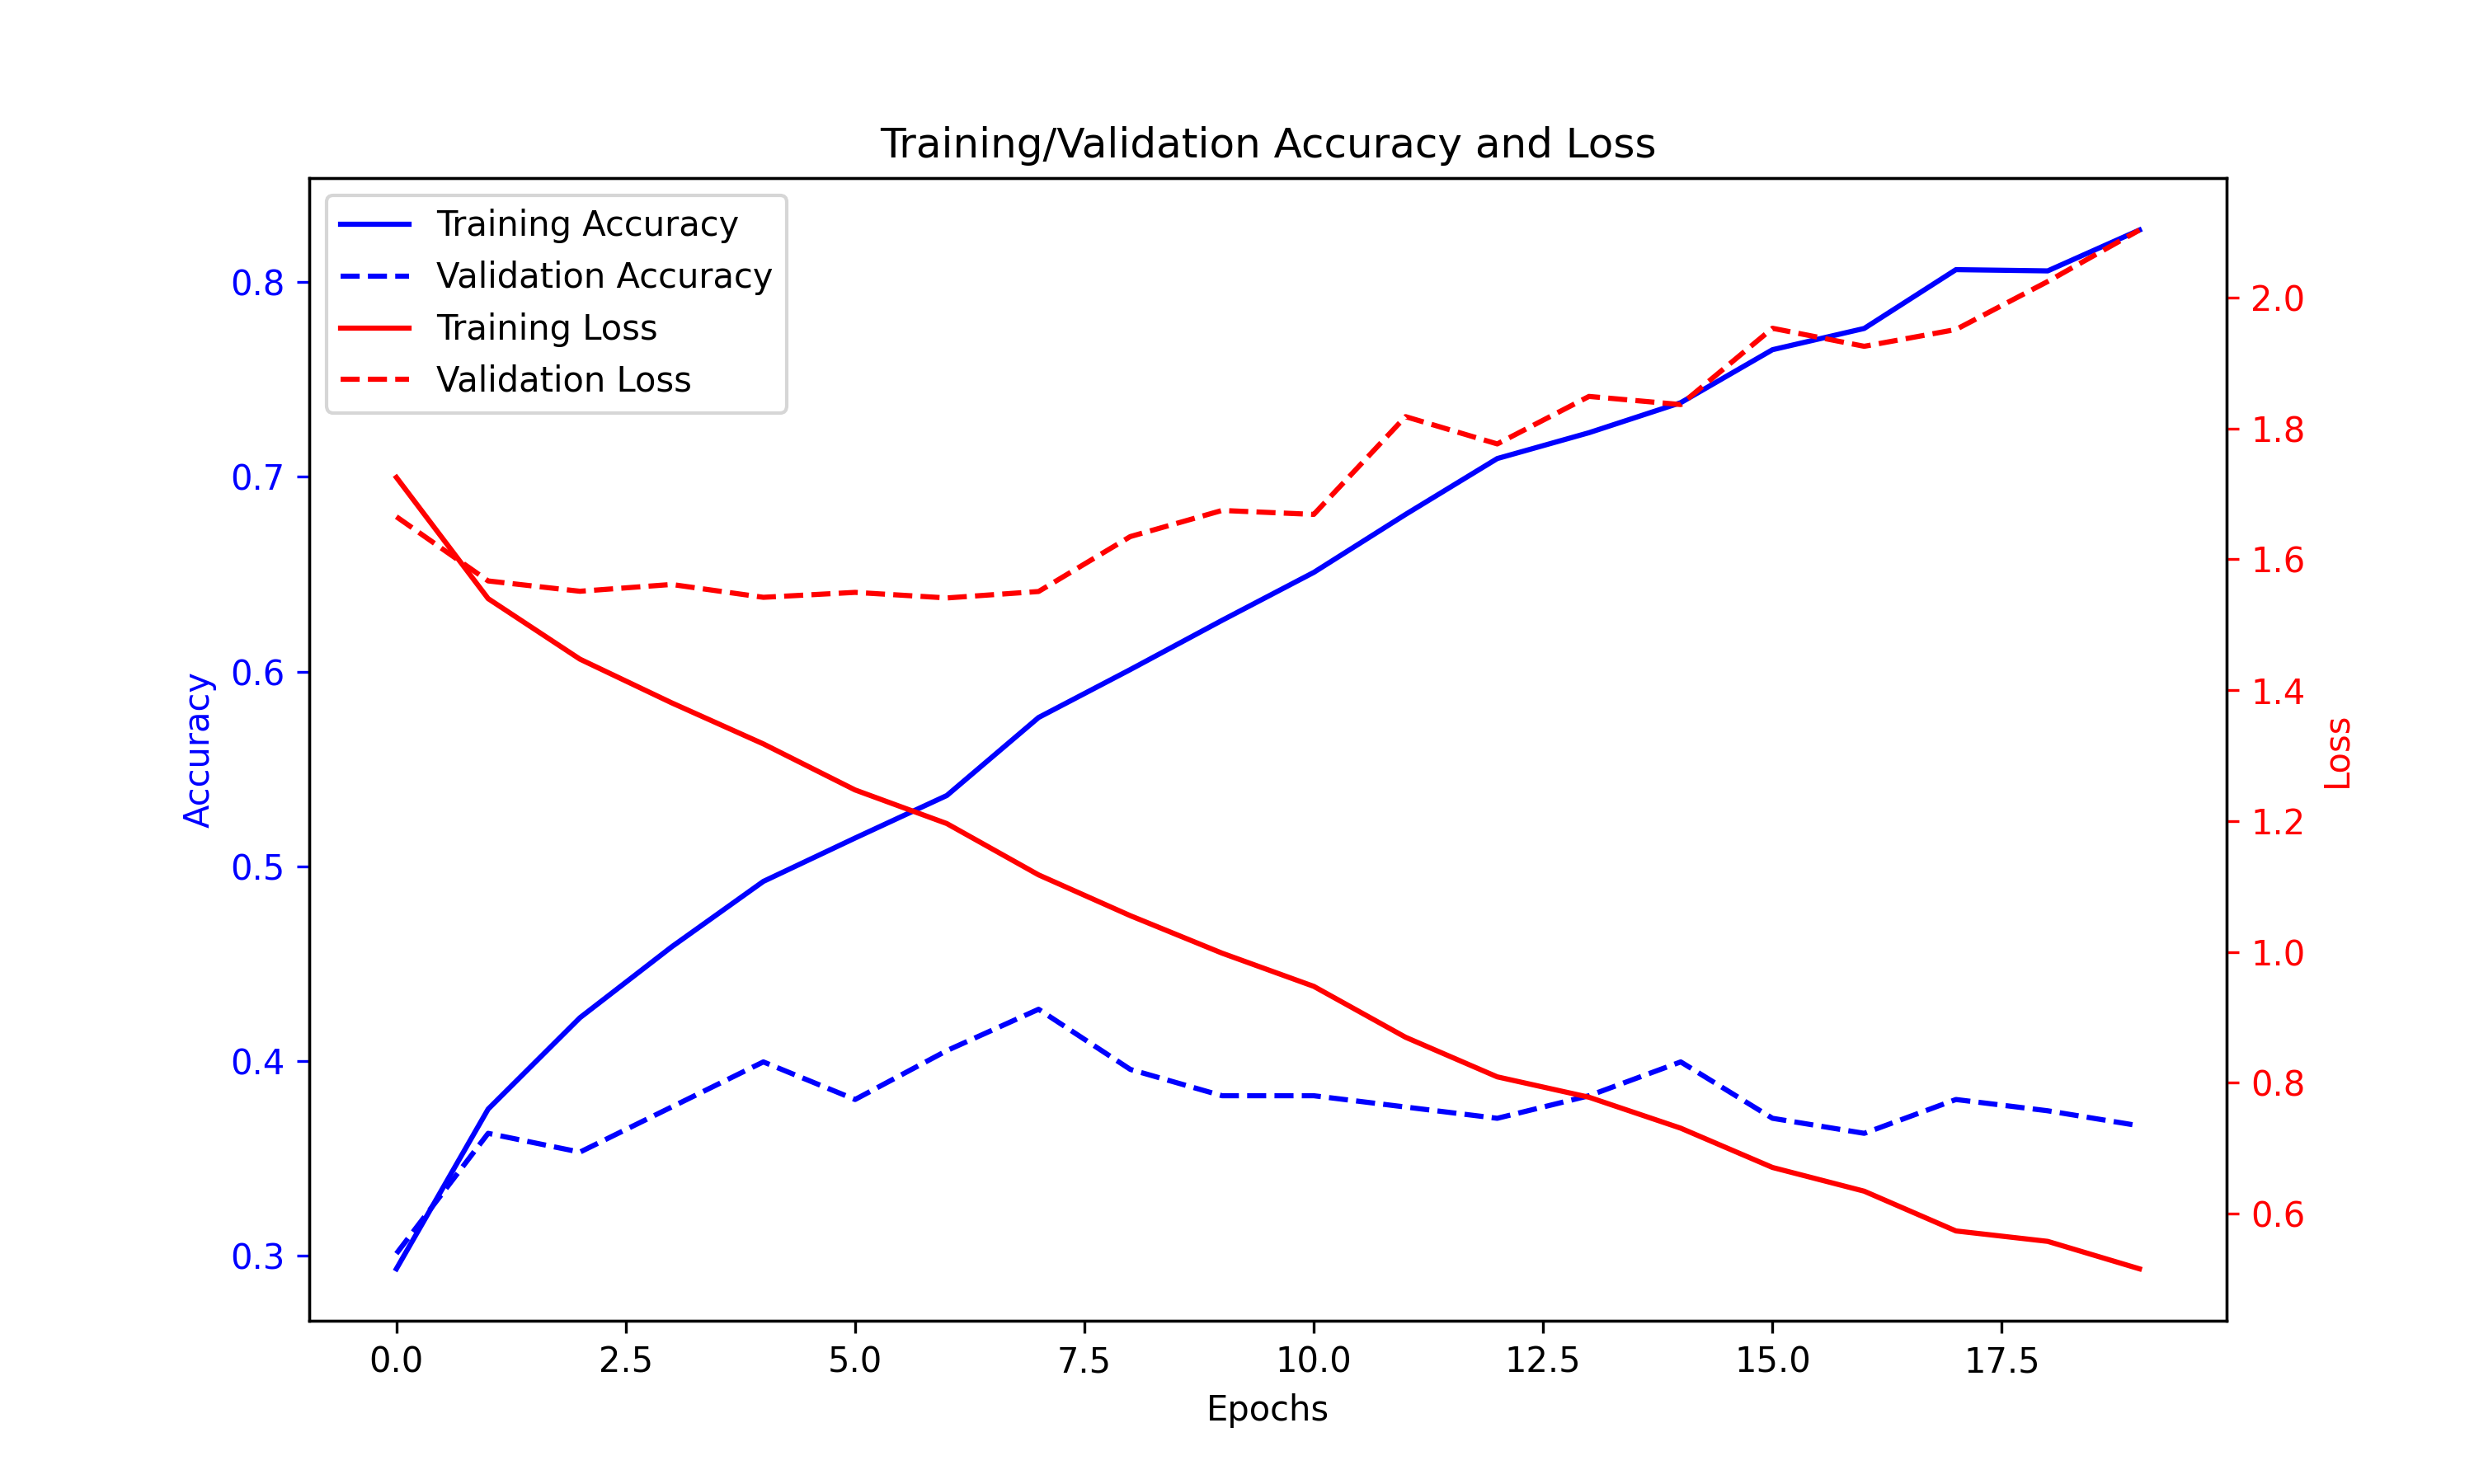 Training/Validation Accuracy and Loss
Training Accuracy
Validation Accuracy
Training Loss
Validation Loss
Accuracy
0.8
0.7
0.6
0.5
0.4
0.3
2.0
1.8
1.6
1.4
1.2
1.0
0.8
0.6
Loss
0.0 2.5 5.0 7.5 10.0 12.5 15.0 17.5
Epochs